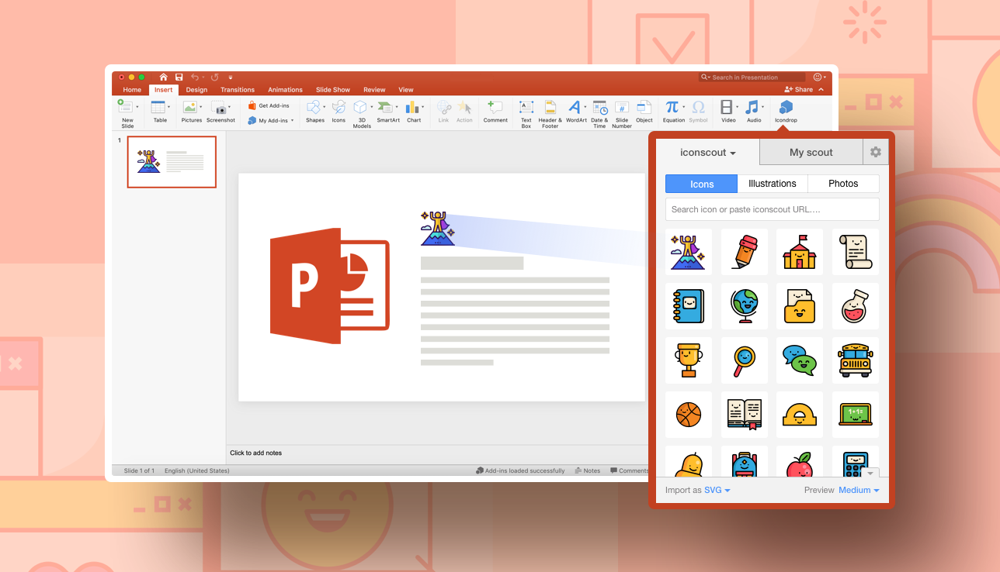 Search in Presentation
Home Insert Design Transitions Animations Slide Show Review View
Share
New Slide
Table
Pictures
Screenshot
Get Add-ins
My Add-ins
Shapes
Icons
3D Models
SmartArt
Chart
Link
Action
Comment
Text Box
Header & Footer
WordArt
Date & Time
Slide Number
Object
Equation
Symbol
Video
Audio
Icondrop
1
P
iconscout
My scout
Icons
Illustrations
Photos
Search icon or paste iconscout URL....
1+1=
Click to add notes
Slide 1 of 1
English (United States)
Add-ins loaded successfully
Notes
Comments
Import as SVG
Preview Medium